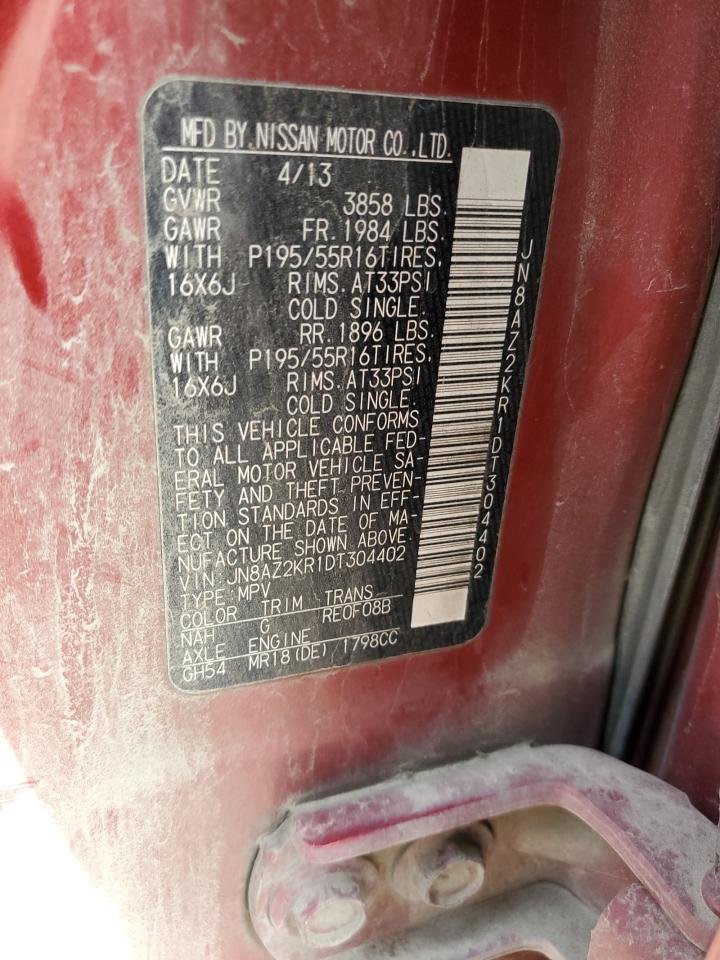 MFD BY.NISSAN MOTOR CO.,LTD.
DATE 4/13
GVWR 3858 LBS.
GAWR FR.1984 LBS.
WITH P195/55R16TIRES,
16X6J RIMS.AT33PSI
COLD SINGLE.
GAWR RR.1896 LBS.
WITH P195/55R16TIRES,
16X6J RIMS.AT33PSI
COLD SINGLE.
THIS VEHICLE CONFORMS
TO ALL APPLICABLE FED-
ERAL MOTOR VEHICLE SA-
FETY AND THEFT PREVEN-
TION STANDARDS IN EFF-
ECT ON THE DATE OF MA-
NUFACTURE SHOWN ABOVE.
VIN:JN8AZ2KR1DT304402
TYPE:MPV
COLOR TRIM TRANS
NAH G RE0F08B
AXLE ENGINE
GH54 MR18(DE) 1798CC
JN8AZ2KR1DT304402